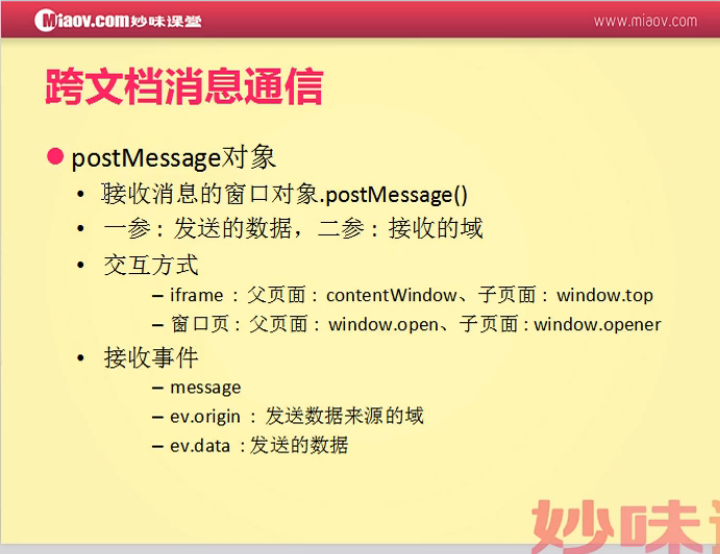 Miaov.com妙味课堂
www.miaov.com
跨文档消息通信
postMessage对象
接收消息的窗口对象.postMessage()
一参：发送的数据，二参：接收的域
交互方式
– iframe ：父页面：contentWindow、子页面：window.top
– 窗口页：父页面：window.open、子页面：window.opener
接收事件
– message
– ev.origin ：发送数据来源的域
– ev.data ：发送的数据
妙味